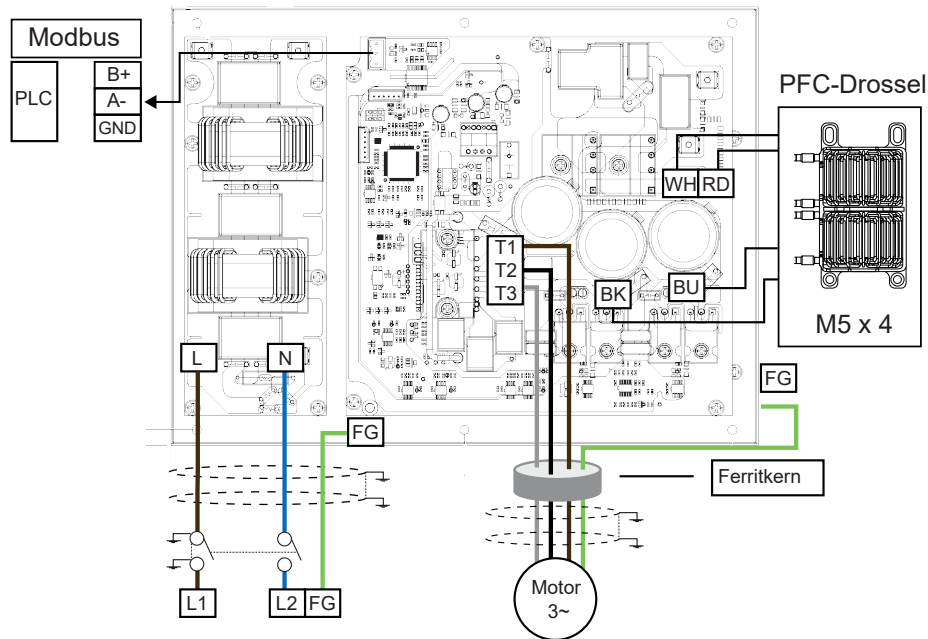 Modbus
PLC
B+
A-
GND
PFC-Drossel
WH RD
T1
T2
T3
BK
BU
M5 x 4
L
N
FG
FG
Ferritkern
Motor
3~
L1
L2 FG